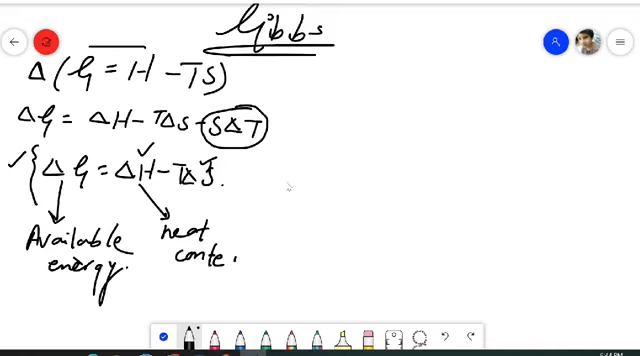 Gibbs
Δ(G = H - TS)
ΔG = ΔH - TΔS - SΔT
ΔG = ΔH - TΔS.
Available energy.
heat conte